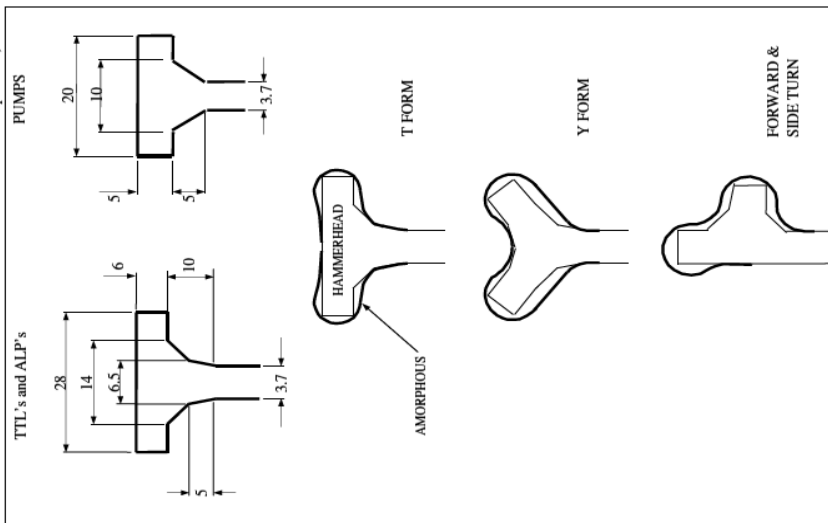 TTL's and ALP's
28
14
6.5
6
10
5
3.7
PUMPS
20
10
5
5
3.7
HAMMERHEAD
AMORPHOUS
T FORM
Y FORM
FORWARD &
SIDE TURN